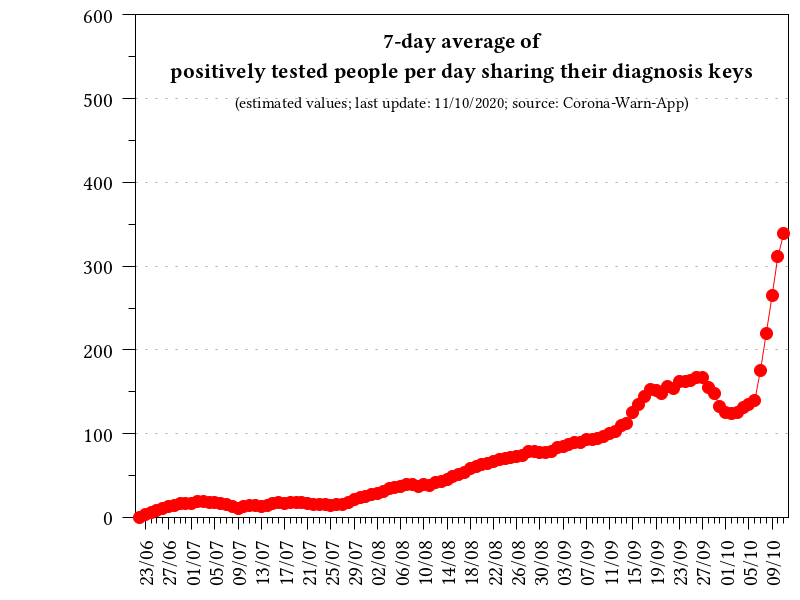 7-day average of
positively tested people per day sharing their diagnosis keys
(estimated values; last update: 11/10/2020; source: Corona-Warn-App)
600
500
400
300
200
100
0
23/06 27/06 01/07 05/07 09/07 13/07 17/07 21/07 25/07 29/07 02/08 06/08 10/08 14/08 18/08 22/08 26/08 30/08 03/09 07/09 11/09 15/09 19/09 23/09 27/09 01/10 05/10 09/10